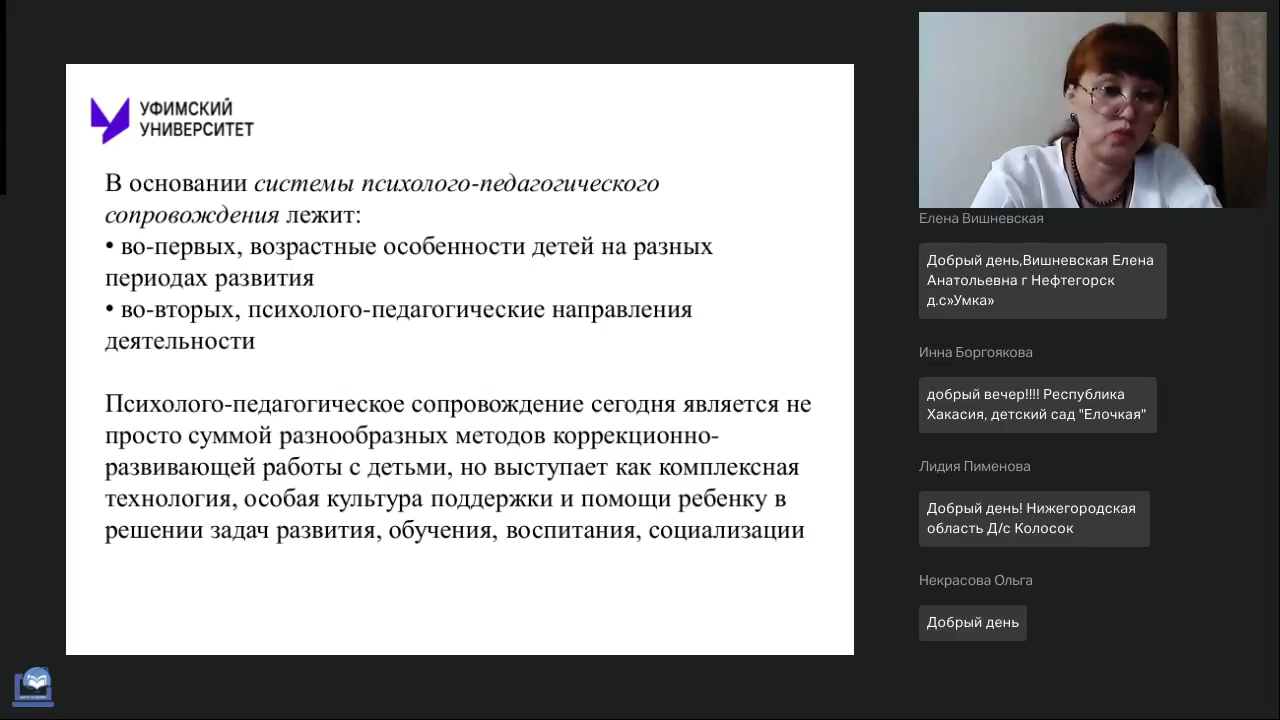 УФИМСКИЙ
УНИВЕРСИТЕТ
В основании системы психолого-педагогического
сопровождения лежит:
• во-первых, возрастные особенности детей на разных
периодах развития
• во-вторых, психолого-педагогические направления
деятельности
Психолого-педагогическое сопровождение сегодня является не
просто суммой разнообразных методов коррекционно-
развивающей работы с детьми, но выступает как комплексная
технология, особая культура поддержки и помощи ребенку в
решении задач развития, обучения, воспитания, социализации
Елена Вишневская
Добрый день,Вишневская Елена
Анатольевна г Нефтегорск
д.с»Умка»
Инна Боргоякова
добрый вечер!!!! Республика
Хакасия, детский сад "Елочкая"
Лидия Пименова
Добрый день! Нижегородская
область Д/с Колосок
Некрасова Ольга
Добрый день